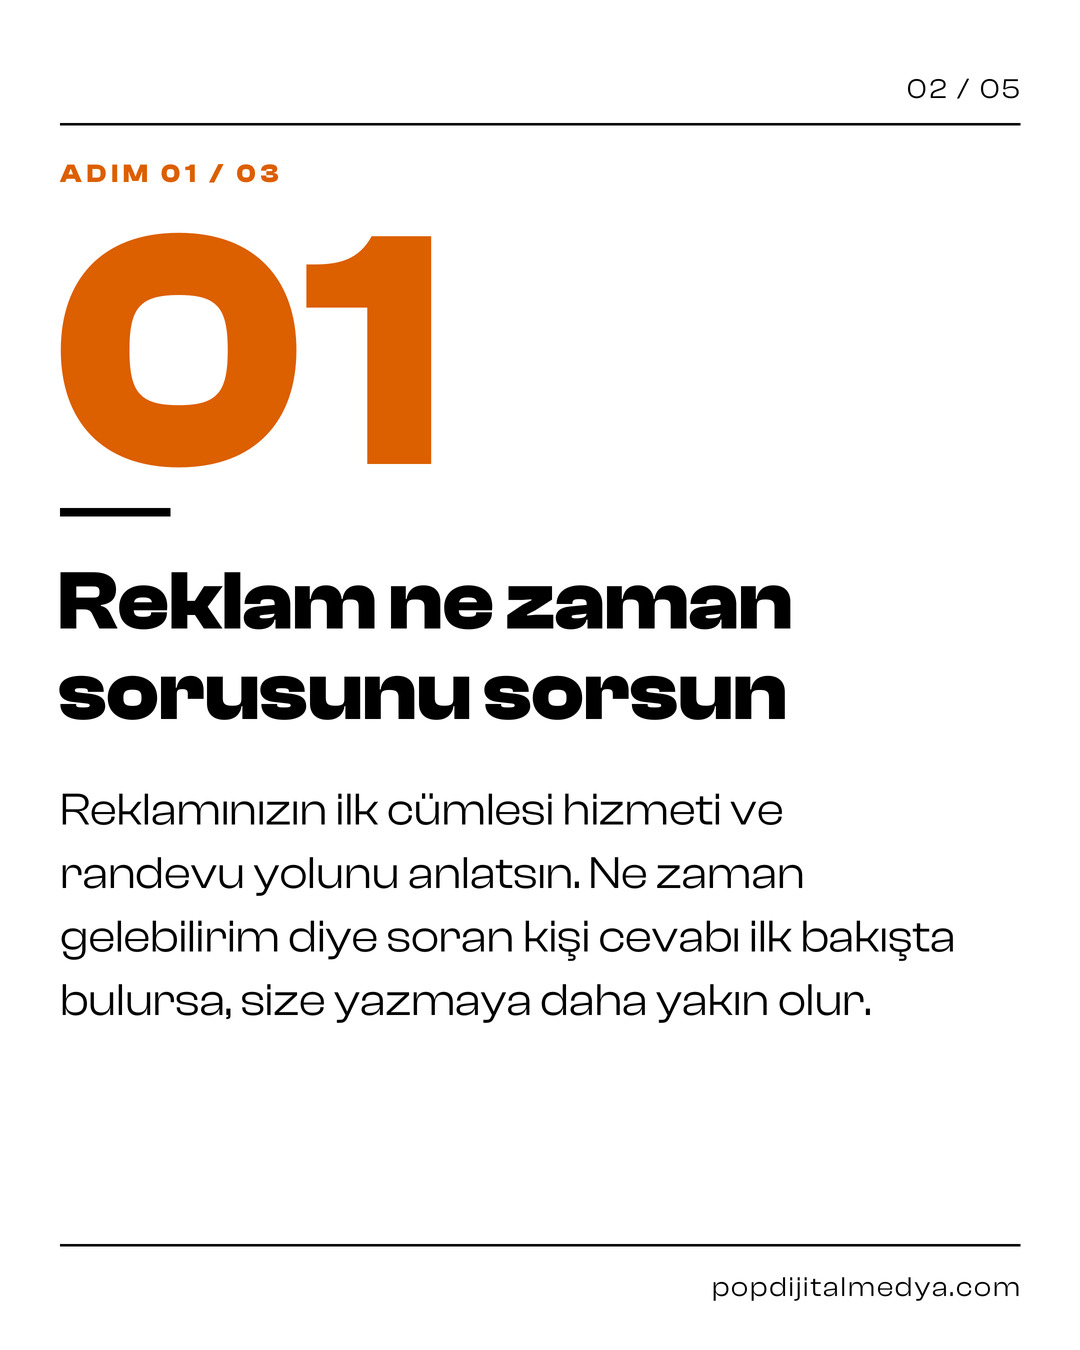 02 / 05
ADIM 01 / 03
01
Reklam ne zaman
sorusunu sorsun
Reklamınızın ilk cümlesi hizmeti ve
randevu yolunu anlatsın. Ne zaman
gelebilirim diye soran kişi cevabı ilk bakışta
bulursa, size yazmaya daha yakın olur.
popdijitalmedya.com